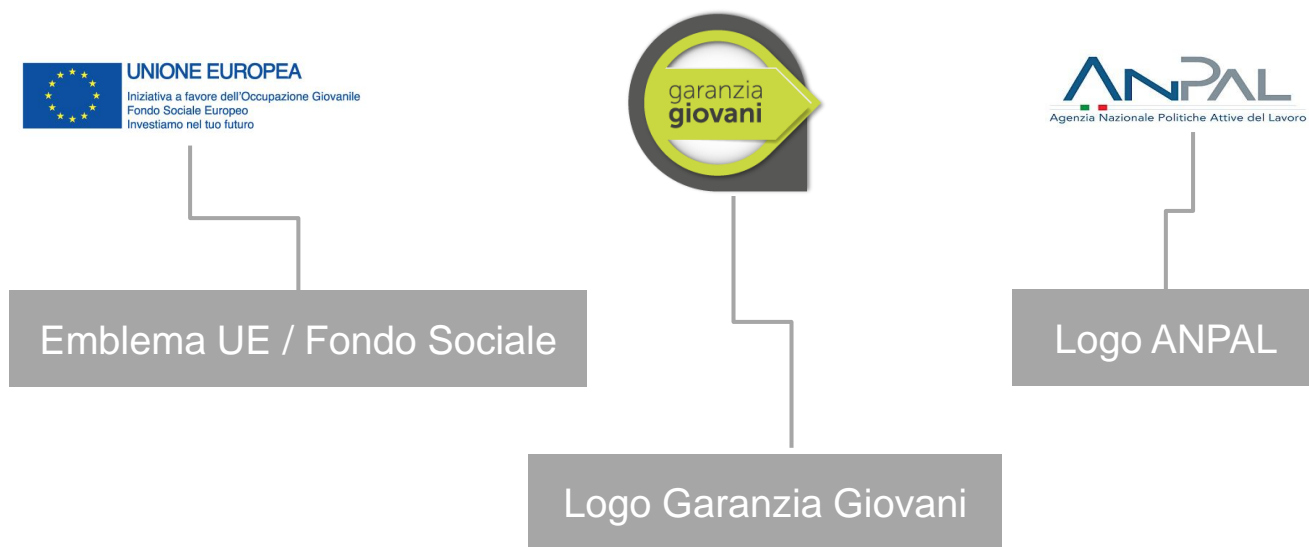 UNIONE EUROPEA
Iniziativa a favore dell'Occupazione Giovanile
Fondo Sociale Europeo
Investiamo nel tuo futuro
garanzia
giovani
ANPAL
Agenzia Nazionale Politiche Attive del Lavoro
Emblema UE / Fondo Sociale
Logo ANPAL
Logo Garanzia Giovani